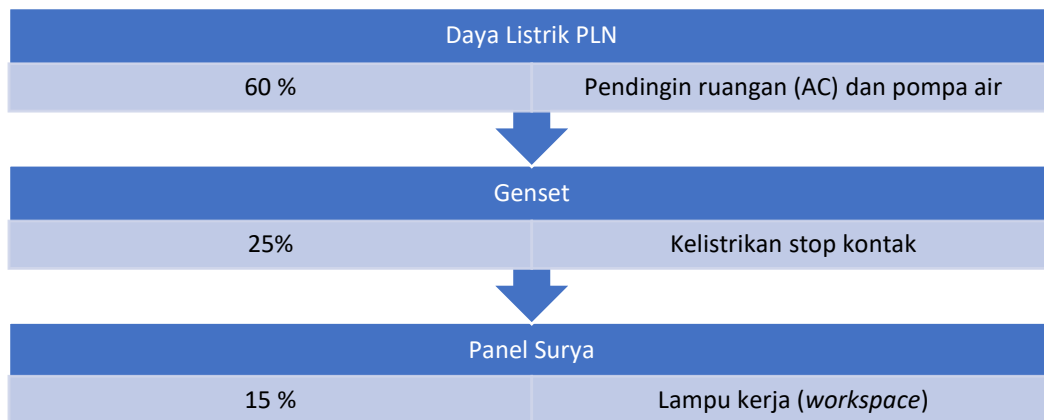 Daya Listrik PLN
60 %
Pendingin ruangan (AC) dan pompa air
Genset
25%
Kelistrikan stop kontak
Panel Surya
15 %
Lampu kerja (workspace)